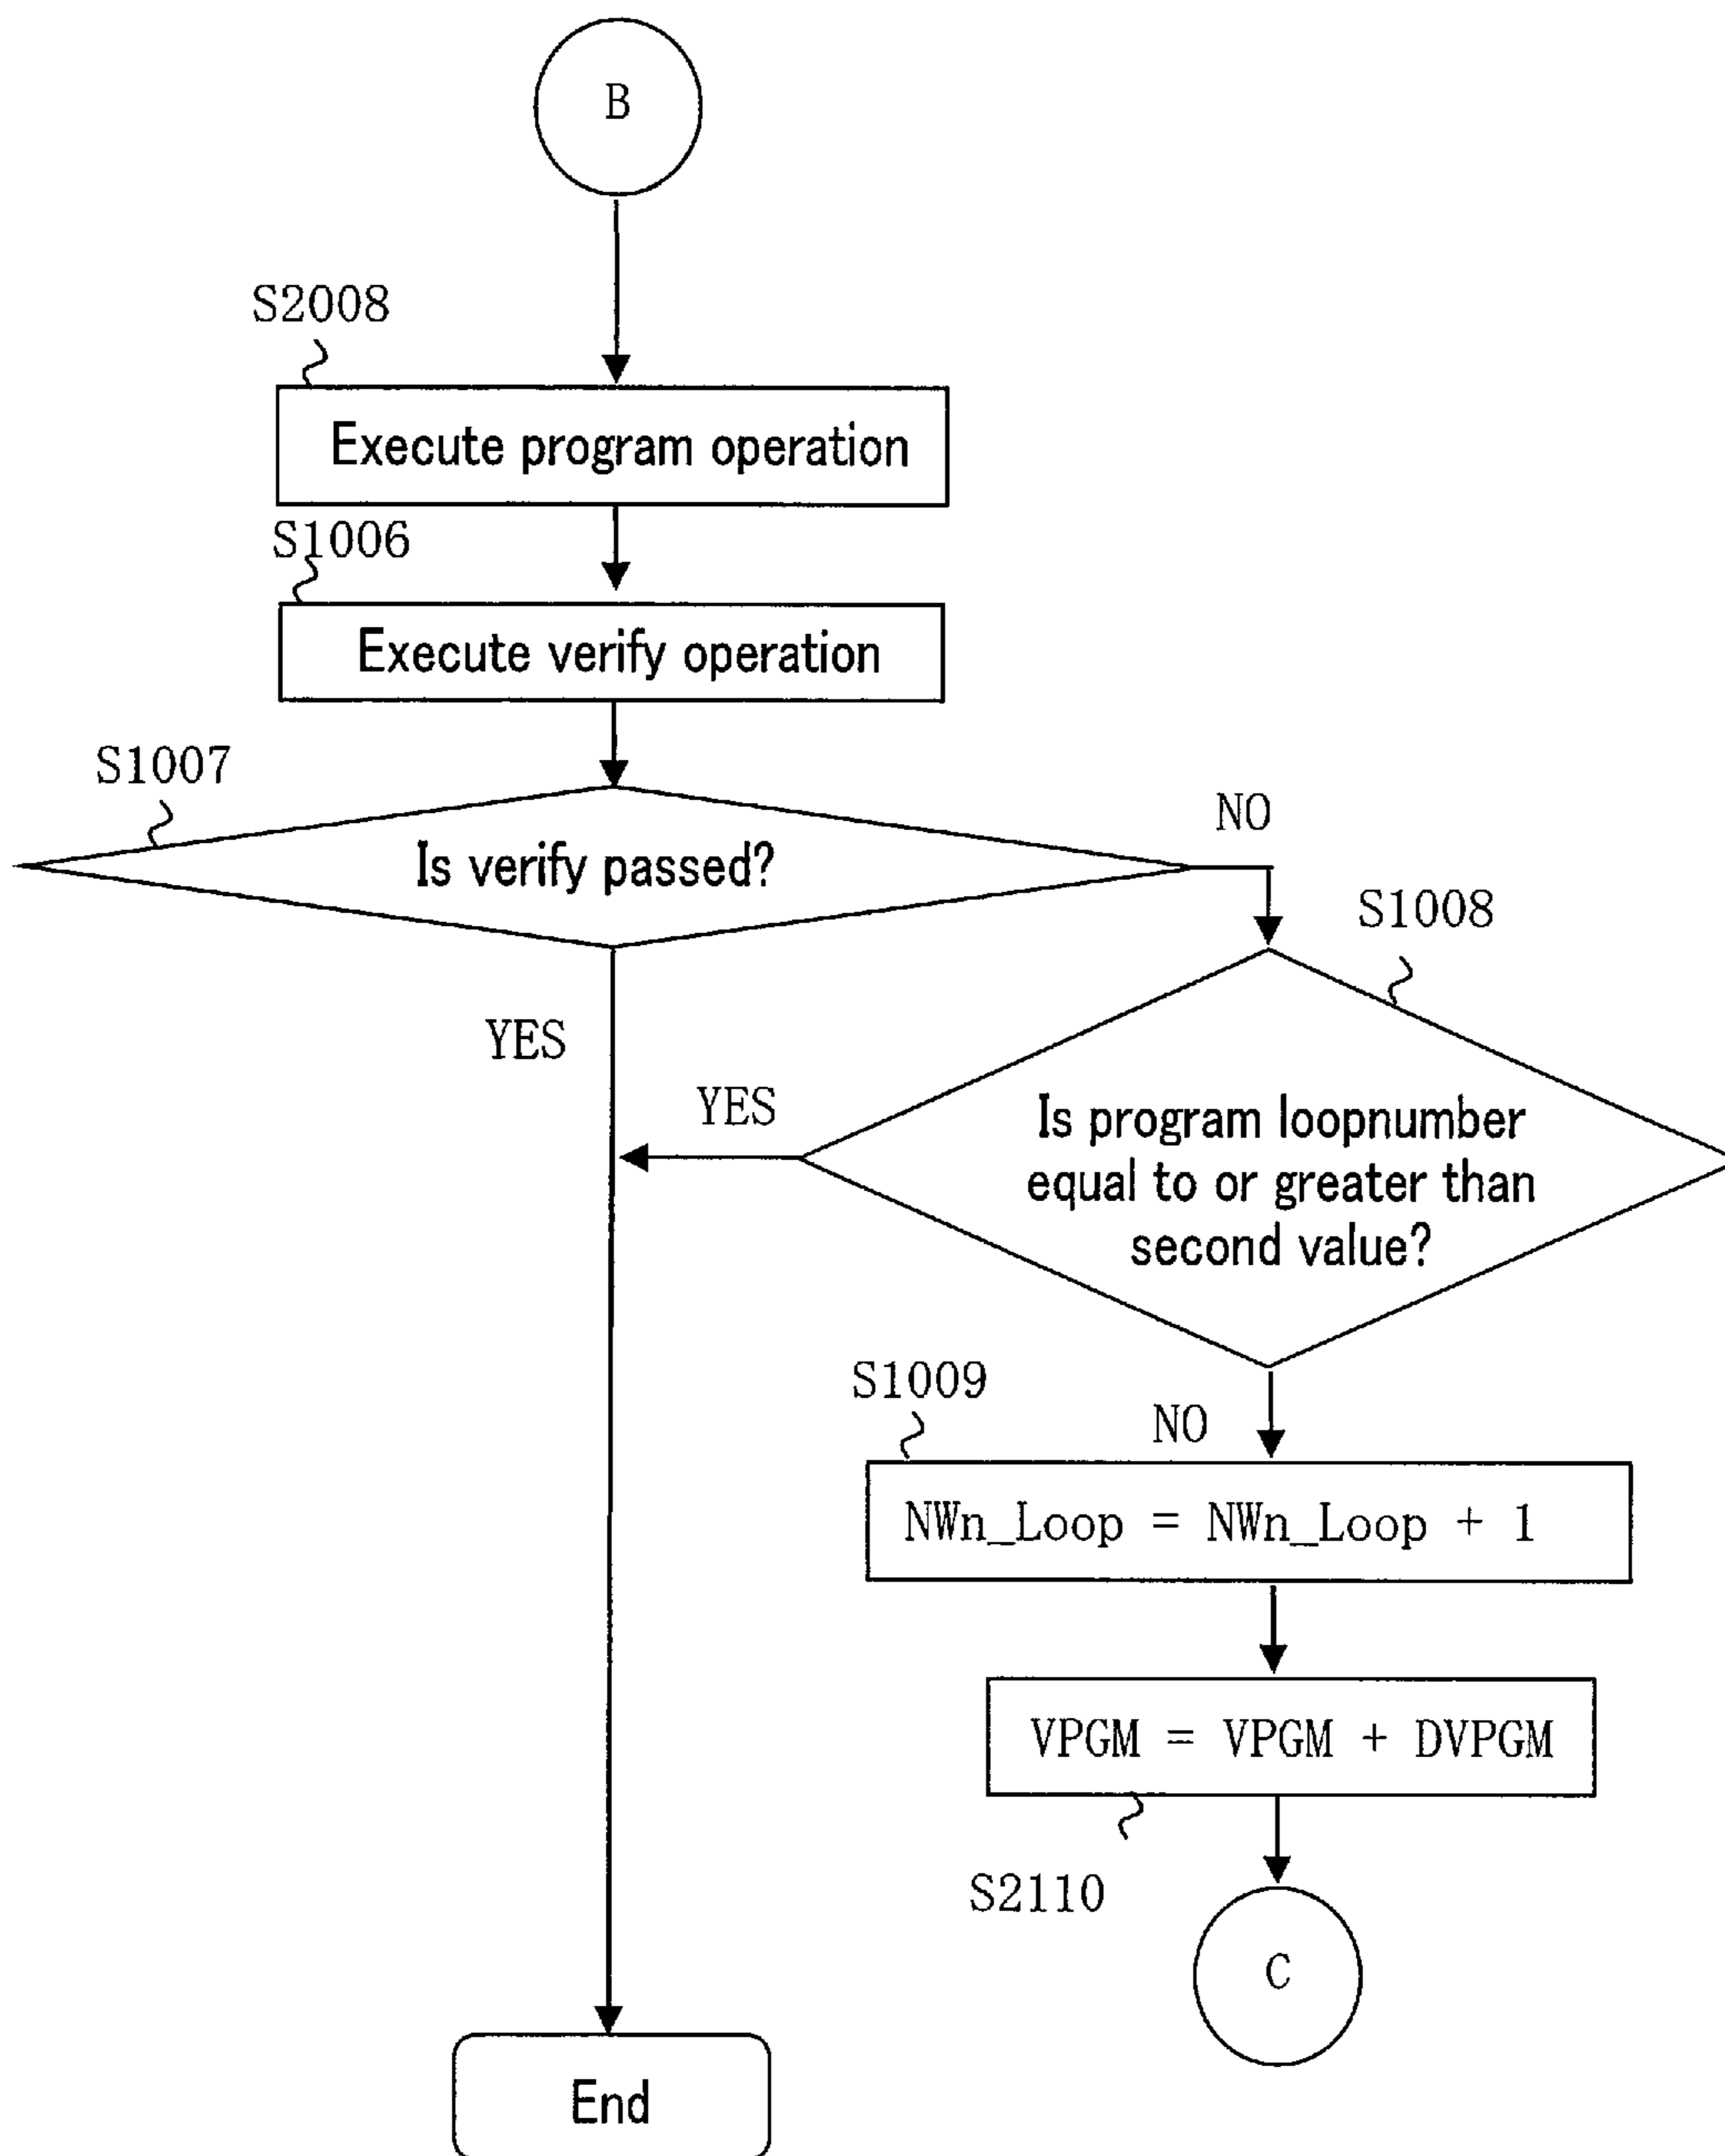 B
S2008
Execute program operation
S1006
Execute verify operation
S1007
Is verify passed?
NO
S1008
YES
YES
Is program loopnumber
equal to or greater than
second value?
S1009
NO
NWn_Loop = NWn_Loop + 1
VPGM = VPGM + DVPGM
S2110
C
End